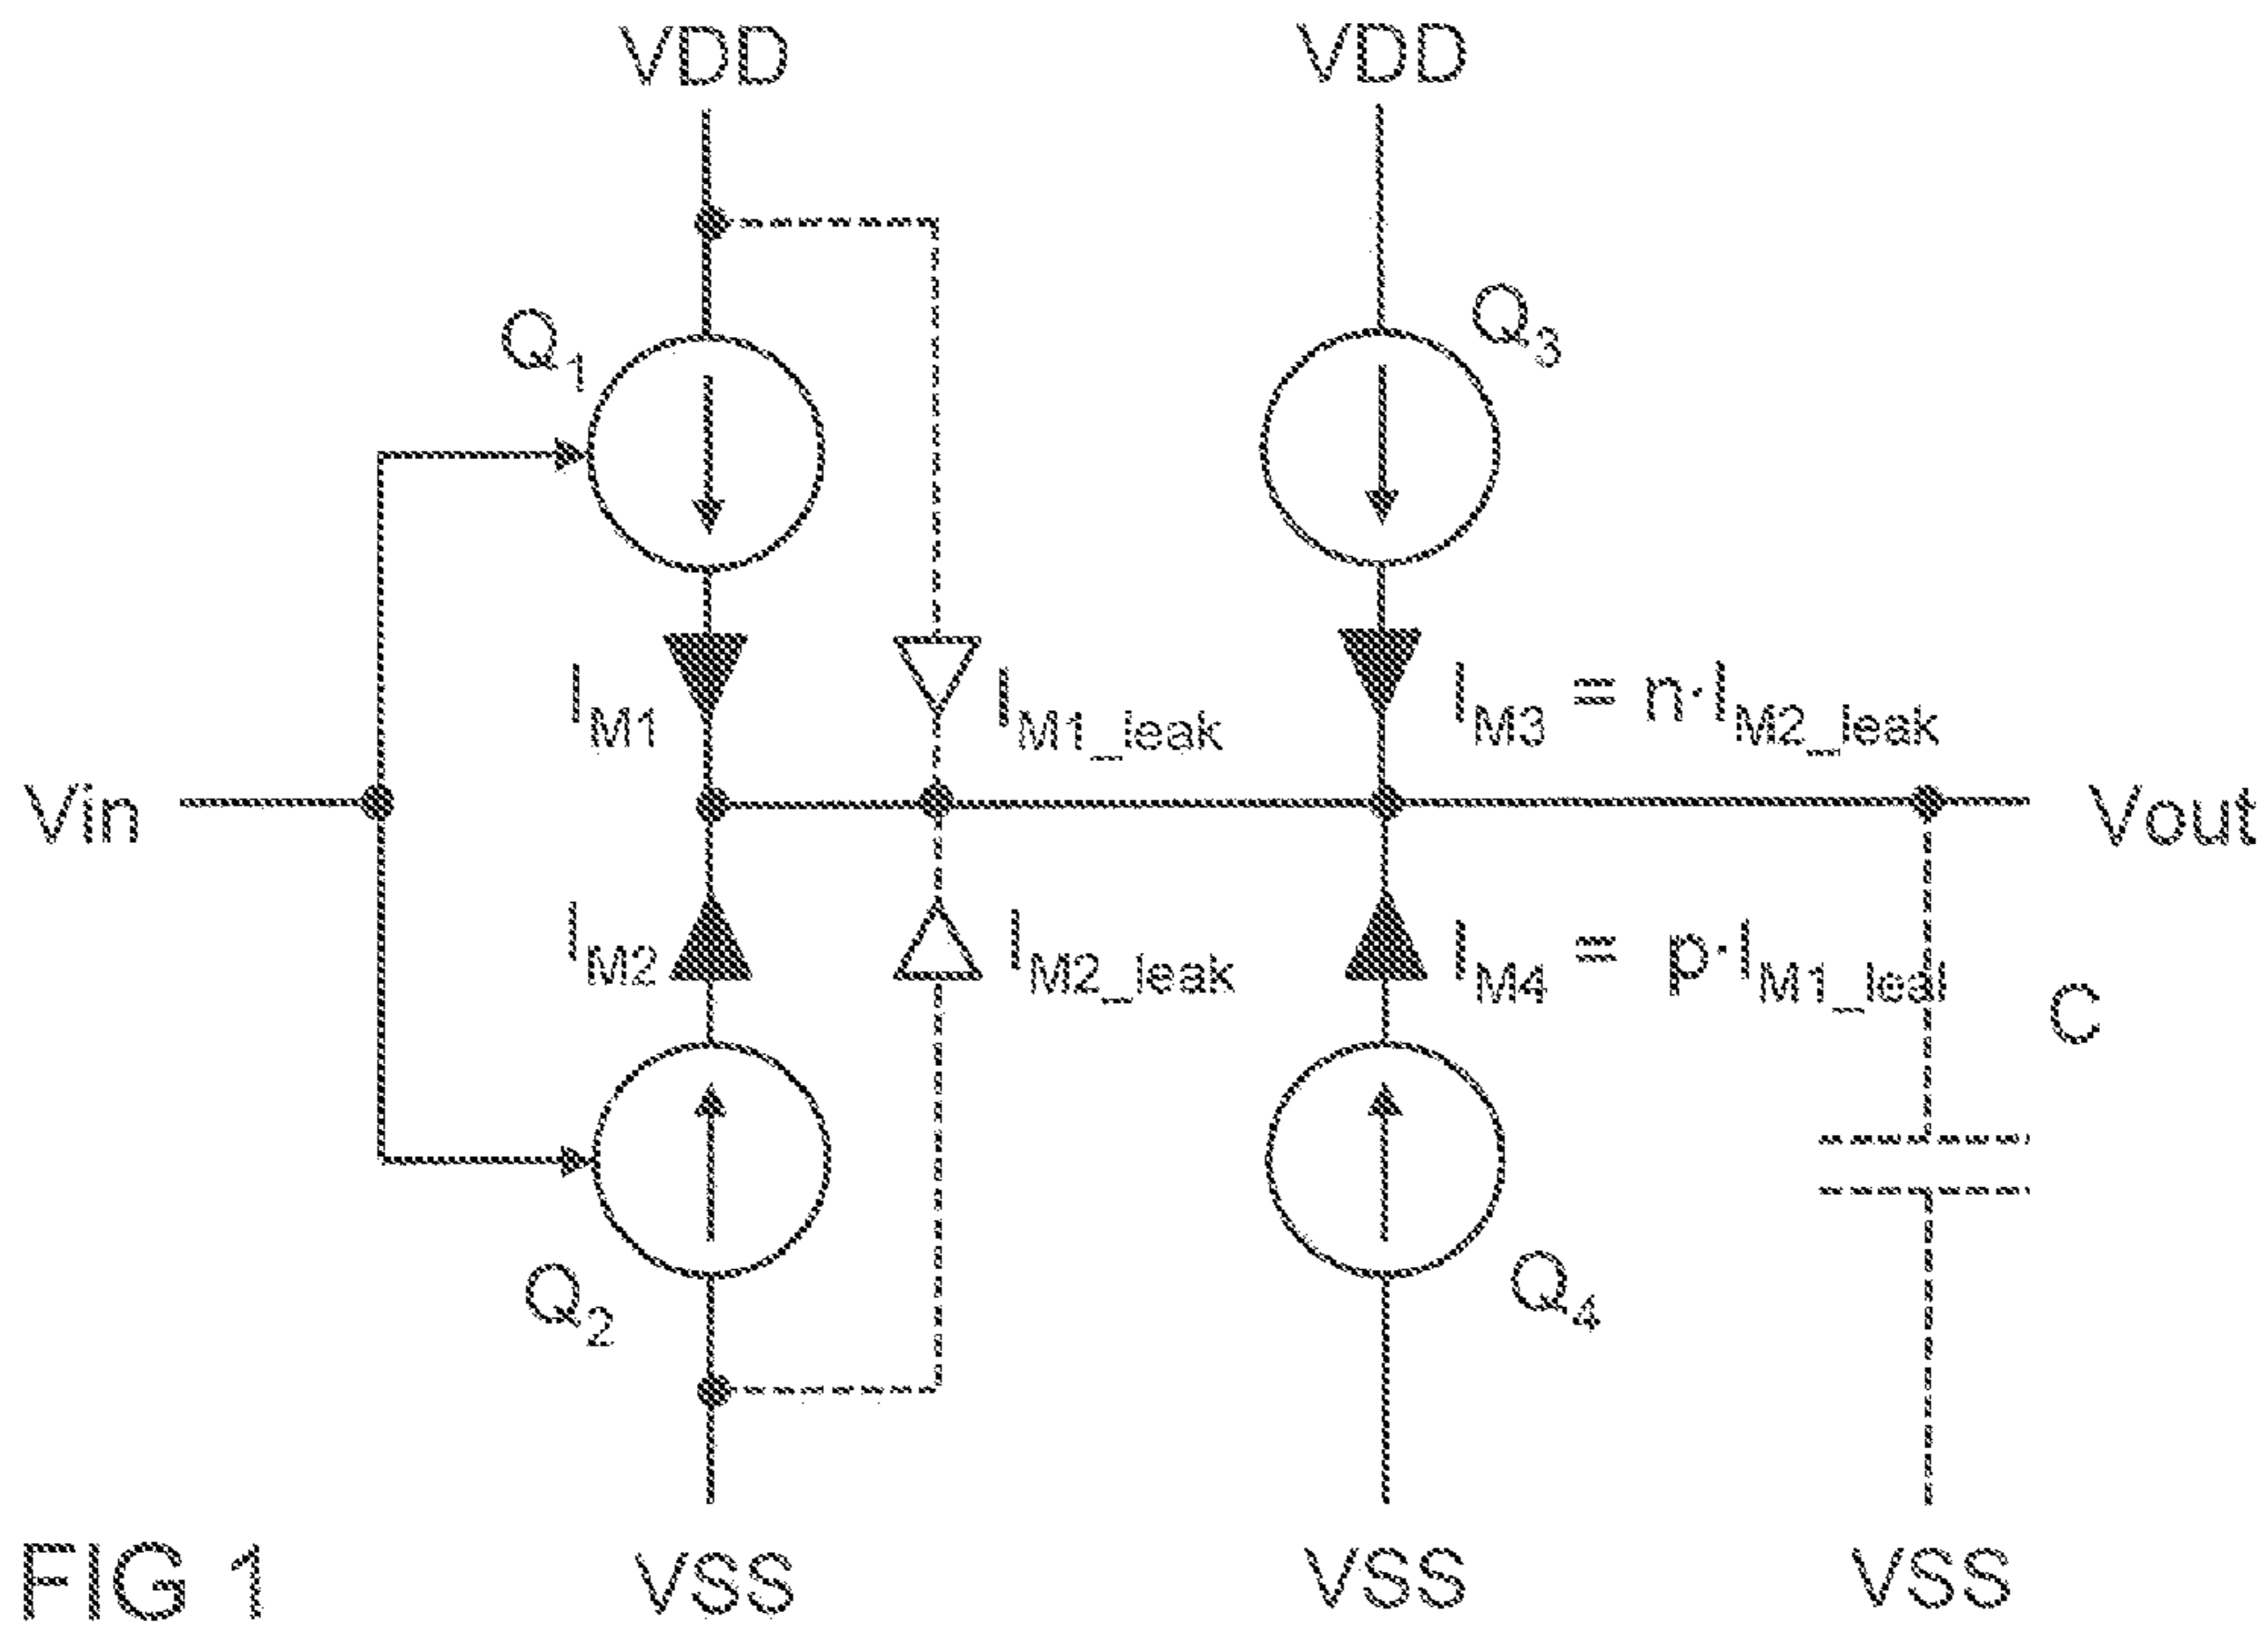 VDD VDD
Q1 Q3
IM1 IM1_leak IM3 = n·IM2_leak
Vin Vout
IM2 IM2_leak IM4 = p·IM1_leal
C
Q2 Q4
FIG 1 VSS VSS VSS